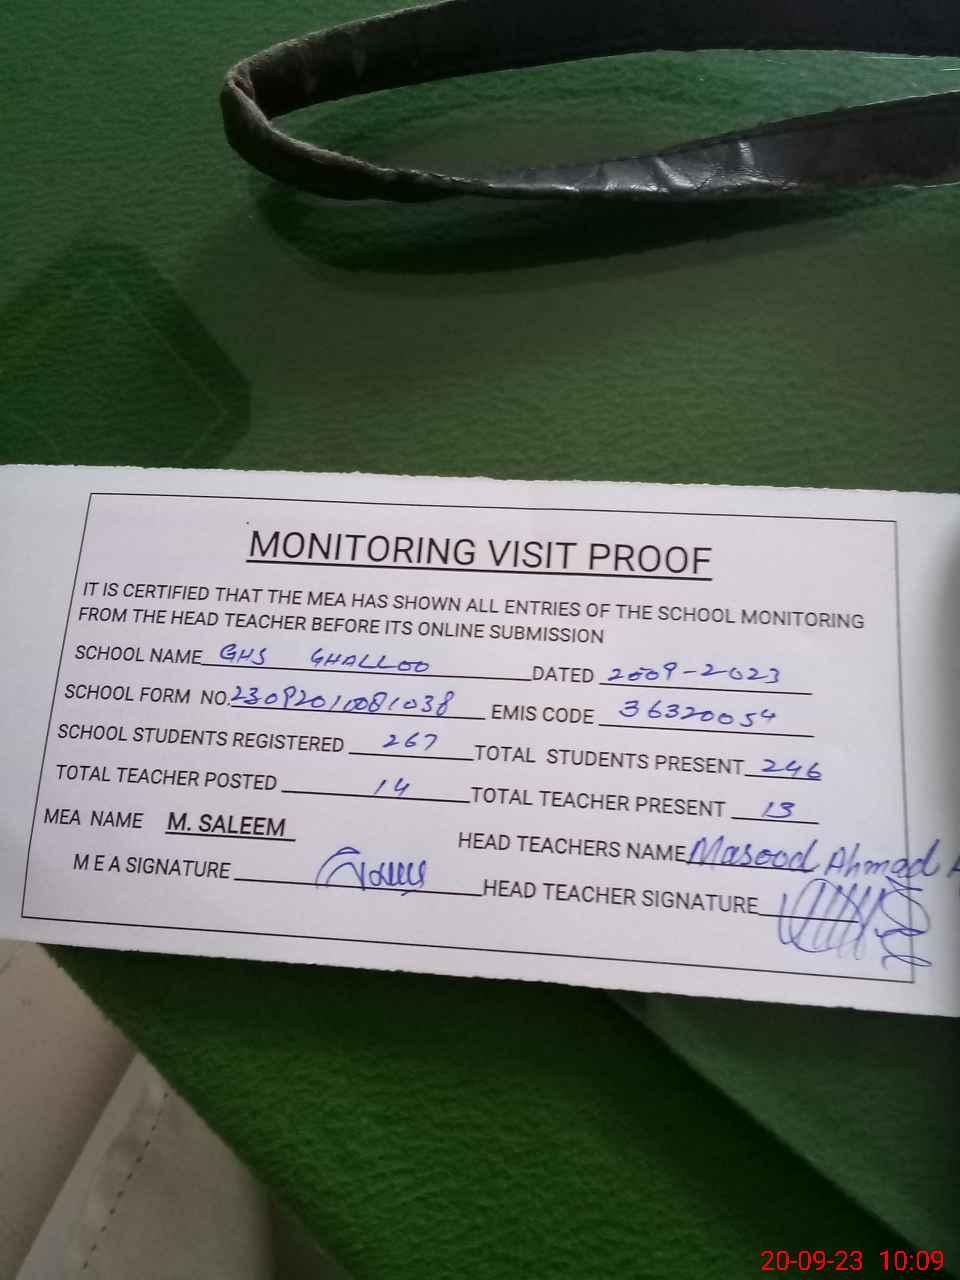 MONITORING VISIT PROOF
IT IS CERTIFIED THAT THE MEA HAS SHOWN ALL ENTRIES OF THE SCHOOL MONITORING
FROM THE HEAD TEACHER BEFORE ITS ONLINE SUBMISSION
SCHOOL NAME GHS GHALLOO DATED 2009-2023
SCHOOL FORM NO. EMIS CODE 36320054
SCHOOL STUDENTS REGISTERED 267 TOTAL STUDENTS PRESENT 246
TOTAL TEACHER POSTED 14 TOTAL TEACHER PRESENT 13
MEA NAME M. SALEEM HEAD TEACHERS NAME Masood Ahmad
M E A SIGNATURE HEAD TEACHER SIGNATURE
20-09-23 10:09